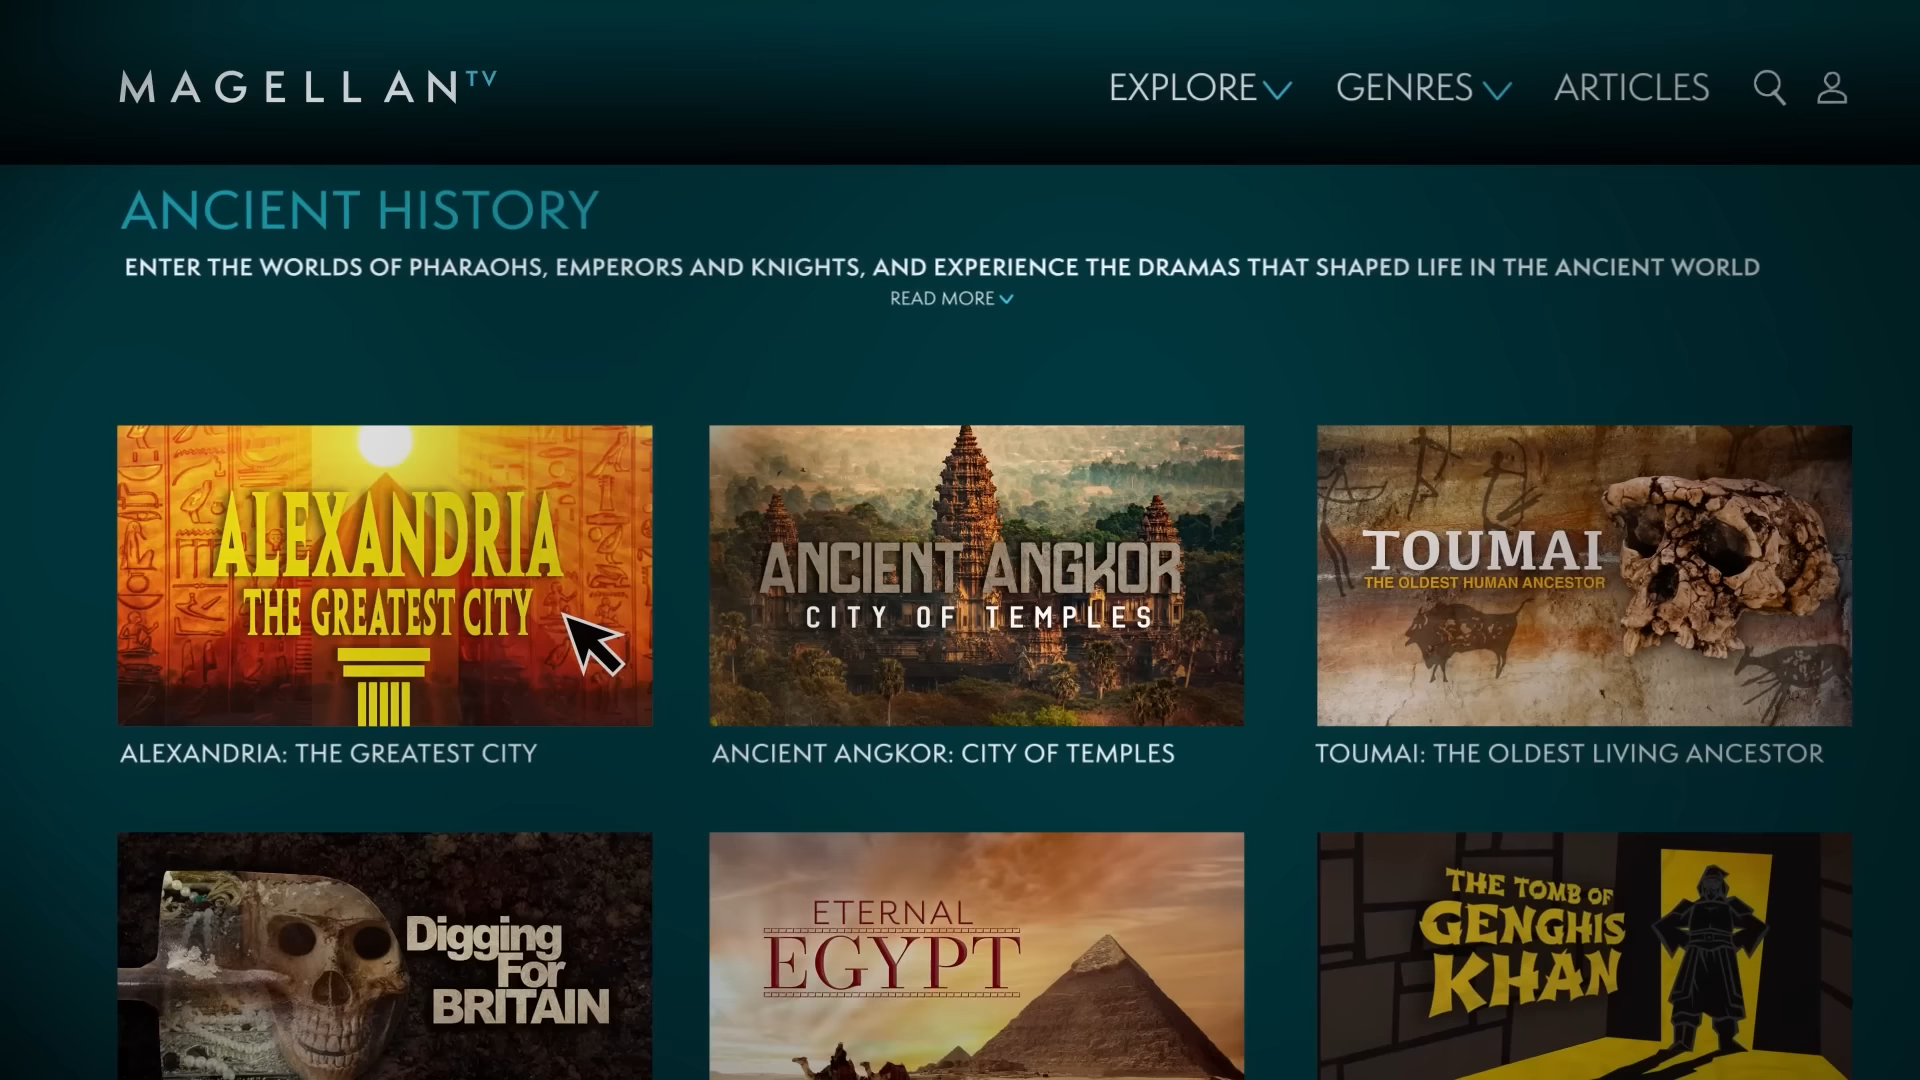 MAGELLAN TV
EXPLORE
GENRES
ARTICLES
ANCIENT HISTORY
ENTER THE WORLDS OF PHARAOHS, EMPERORS AND KNIGHTS, AND EXPERIENCE THE DRAMAS THAT SHAPED LIFE IN THE ANCIENT WORLD
READ MORE
ALEXANDRIA
THE GREATEST CITY
ANCIENT ANGKOR
CITY OF TEMPLES
TOUMAI
THE OLDEST HUMAN ANCESTOR
ALEXANDRIA: THE GREATEST CITY
ANCIENT ANGKOR: CITY OF TEMPLES
TOUMAI: THE OLDEST LIVING ANCESTOR
Digging
For
BRITAIN
ETERNAL
EGYPT
THE TOMB OF
GENGHIS
KHAN